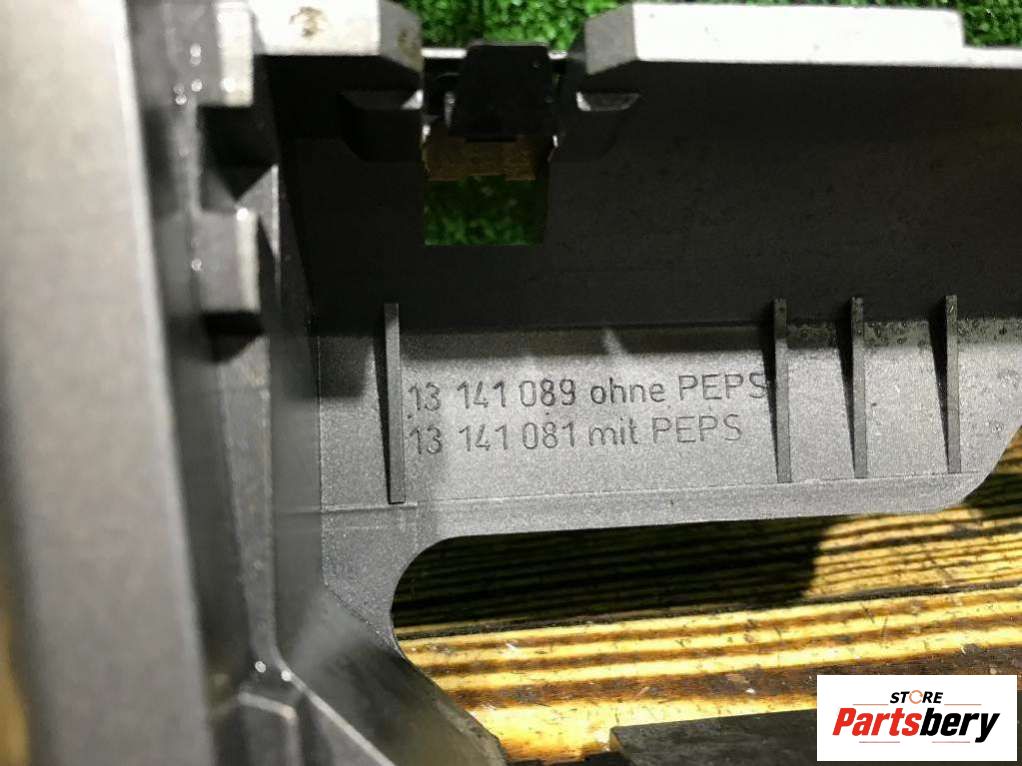 13 141 089 ohne PEPS
13 141 081 mit PEPS
STORE
Partsbery